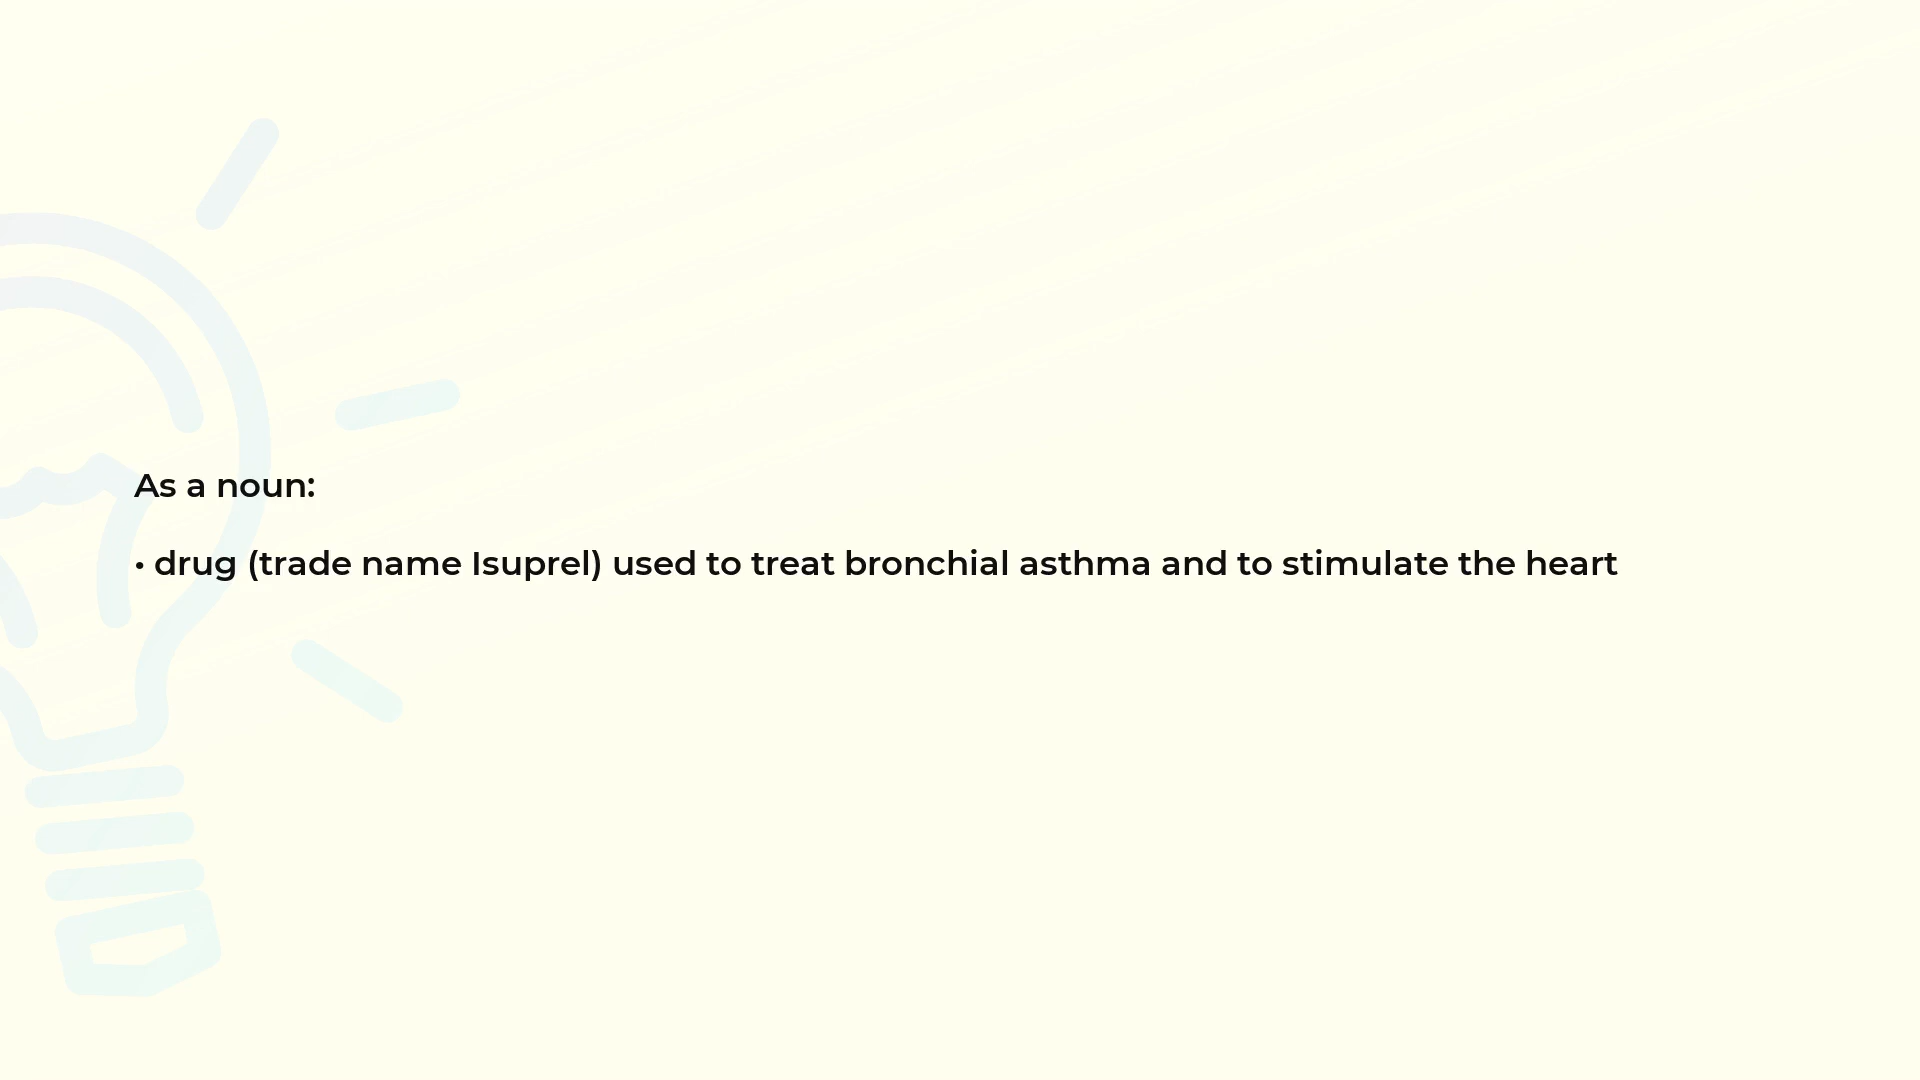 As a noun:
• drug (trade name Isuprel) used to treat bronchial asthma and to stimulate the heart